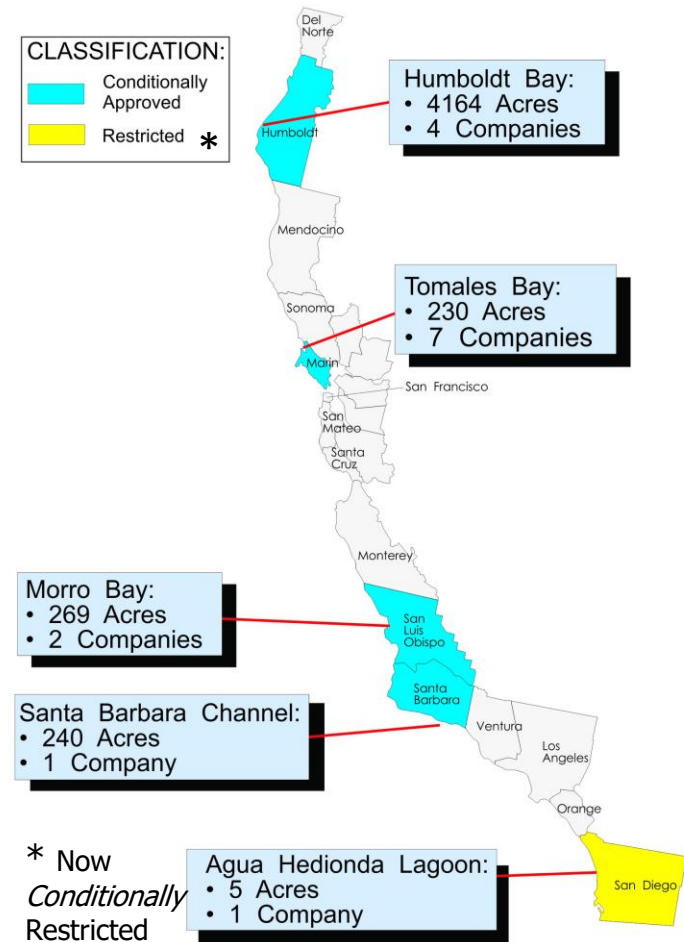 Del
Norte
CLASSIFICATION:
Conditionally
Approved
Restricted *
Humboldt Bay:
• 4164 Acres
• 4 Companies
Humboldt
Mendocino
Tomales Bay:
• 230 Acres
• 7 Companies
Sonoma
Marin
San Francisco
San
Mateo
Santa
Cruz
Monterey
Morro Bay:
• 269 Acres
• 2 Companies
San
Luis
Obispo
Santa
Barbara
Santa Barbara Channel:
• 240 Acres
• 1 Company
Ventura
Los
Angeles
Orange
* Now
Conditionally
Restricted
Agua Hedionda Lagoon:
• 5 Acres
• 1 Company
San Diego